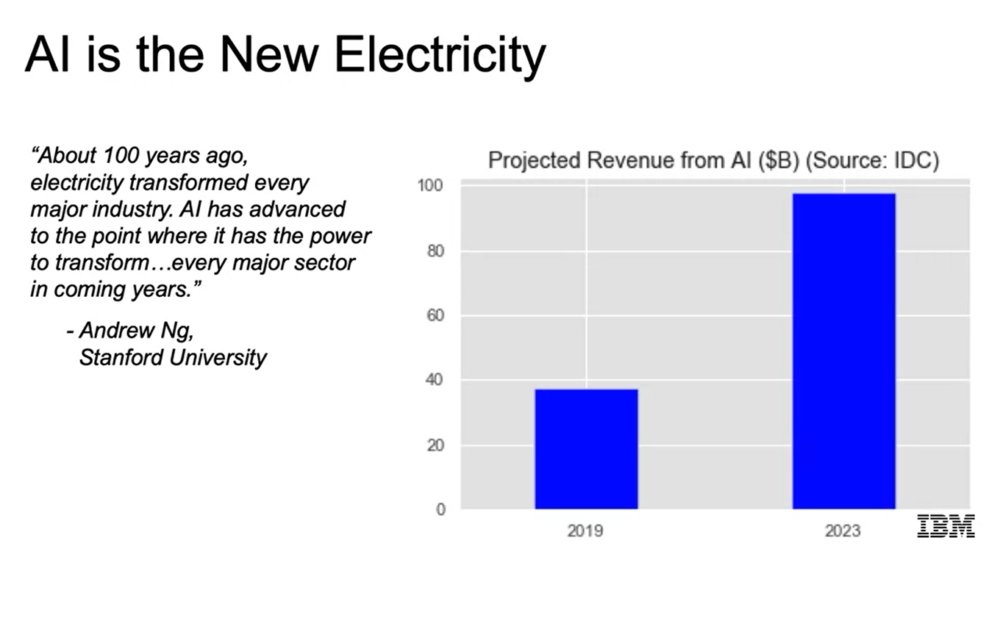 AI is the New Electricity
“About 100 years ago,
electricity transformed every
major industry. AI has advanced
to the point where it has the power
to transform…every major sector
in coming years.”
- Andrew Ng,
Stanford University
Projected Revenue from AI ($B) (Source: IDC)
100
80
60
40
20
0
2019
2023
IBM